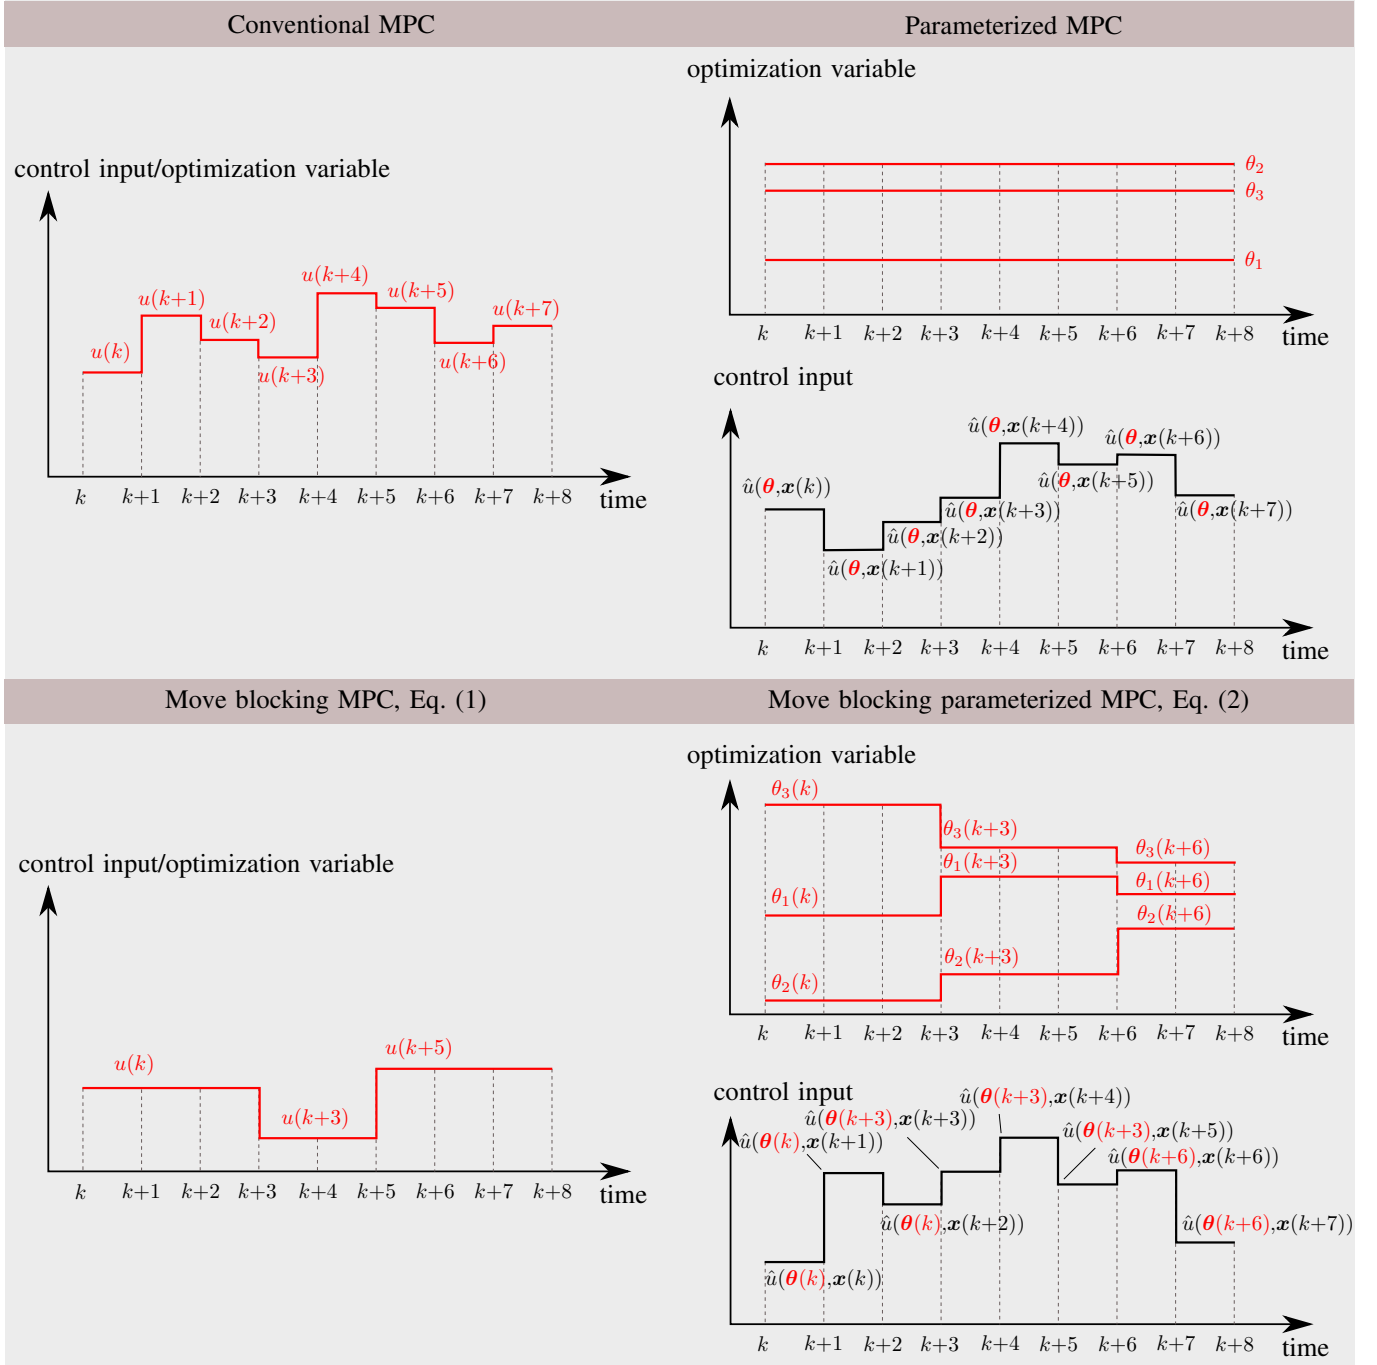 Conventional MPC
control input/optimization variable
u(k)
u(k+1)
u(k+2)
u(k+3)
u(k+4)
u(k+5)
u(k+6)
u(k+7)
k k+1 k+2 k+3 k+4 k+5 k+6 k+7 k+8 time
Parameterized MPC
optimization variable
θ₂
θ₃
θ₁
k k+1 k+2 k+3 k+4 k+5 k+6 k+7 k+8 time
control input
û(θ,x(k))
û(θ,x(k+1))
û(θ,x(k+2))
û(θ,x(k+3))
û(θ,x(k+4))
û(θ,x(k+5))
û(θ,x(k+6))
û(θ,x(k+7))
k k+1 k+2 k+3 k+4 k+5 k+6 k+7 k+8 time
Move blocking MPC, Eq. (1)
control input/optimization variable
u(k)
u(k+3)
u(k+5)
k k+1 k+2 k+3 k+4 k+5 k+6 k+7 k+8 time
Move blocking parameterized MPC, Eq. (2)
optimization variable
θ₃(k)
θ₃(k+3)
θ₃(k+6)
θ₁(k)
θ₁(k+3)
θ₁(k+6)
θ₂(k)
θ₂(k+3)
θ₂(k+6)
k k+1 k+2 k+3 k+4 k+5 k+6 k+7 k+8 time
control input
û(θ(k),x(k))
û(θ(k),x(k+1))
û(θ(k),x(k+2))
û(θ(k+3),x(k+3))
û(θ(k+3),x(k+4))
û(θ(k+3),x(k+5))
û(θ(k+6),x(k+6))
û(θ(k+6),x(k+7))
k k+1 k+2 k+3 k+4 k+5 k+6 k+7 k+8 time